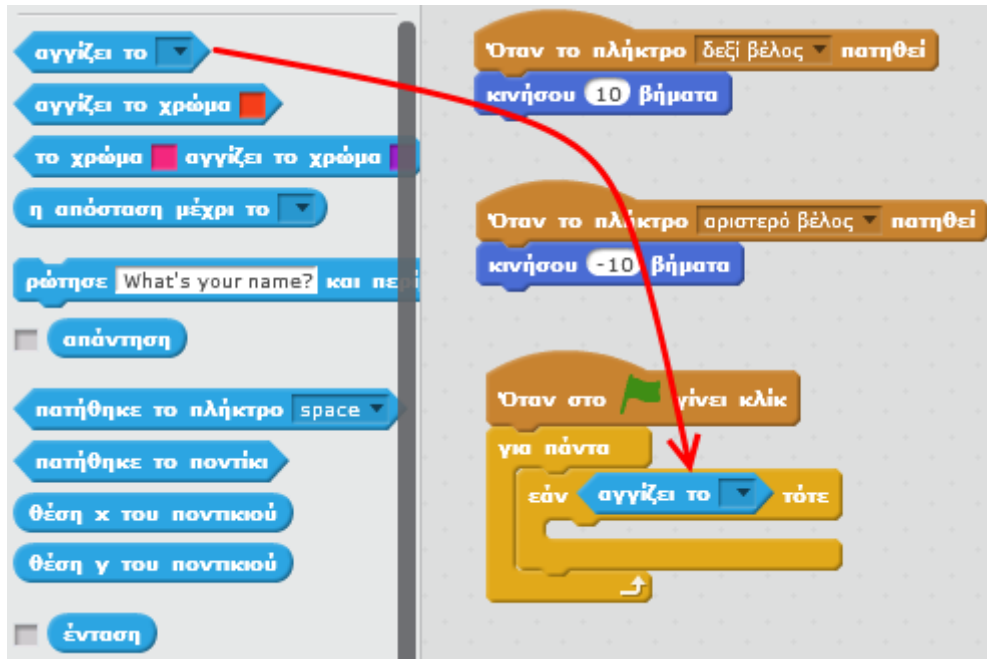 αγγίζει το
αγγίζει το χρώμα
το χρώμα αγγίζει το χρώμα
η απόσταση μέχρι το
ρώτησε What's your name? και
απάντηση
πατήθηκε το πλήκτρο space
πατήθηκε το ποντίκι
θέση x του ποντικιού
θέση y του ποντικιού
ένταση
Όταν το πλήκτρο δεξί βέλος πατηθεί
κινήσου 10 βήματα
Όταν το πλήκτρο αριστερό βέλος πατηθεί
κινήσου -10 βήματα
Όταν στο γίνει κλίκ
για πάντα
εάν αγγίζει το τότε